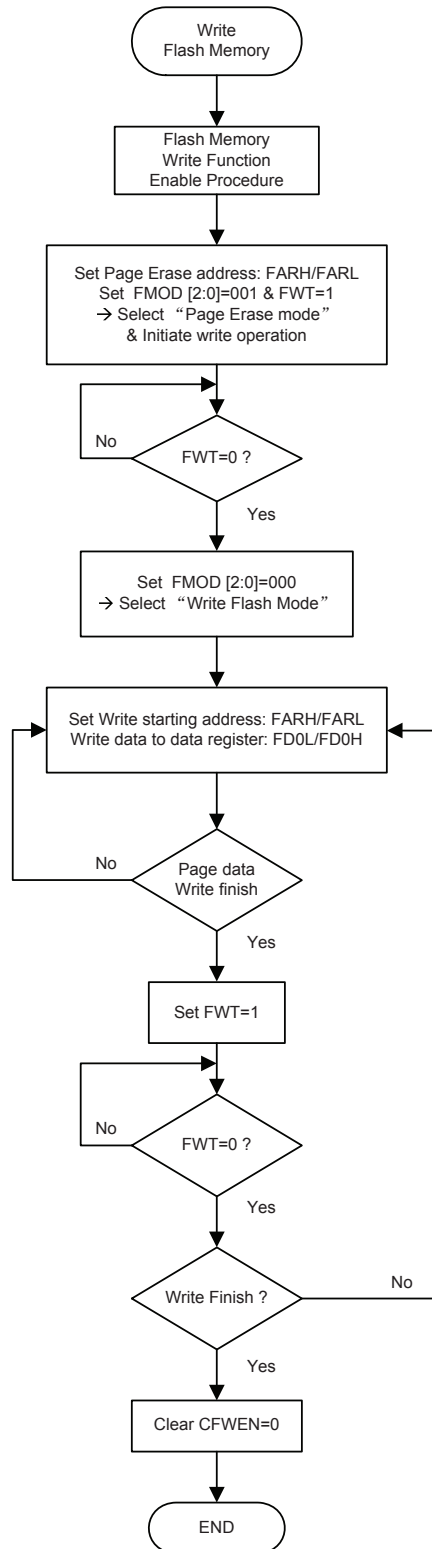 Write
Flash Memory
Flash Memory
Write Function
Enable Procedure
Set Page Erase address: FARH/FARL
Set FMOD [2:0]=001 & FWT=1
→ Select “Page Erase mode”
& Initiate write operation
No
FWT=0 ?
Yes
Set FMOD [2:0]=000
→ Select “Write Flash Mode”
Set Write starting address: FARH/FARL
Write data to data register: FD0L/FD0H
No
Page data
Write finish
Yes
Set FWT=1
No
FWT=0 ?
Yes
Write Finish ?
No
Yes
Clear CFWEN=0
END